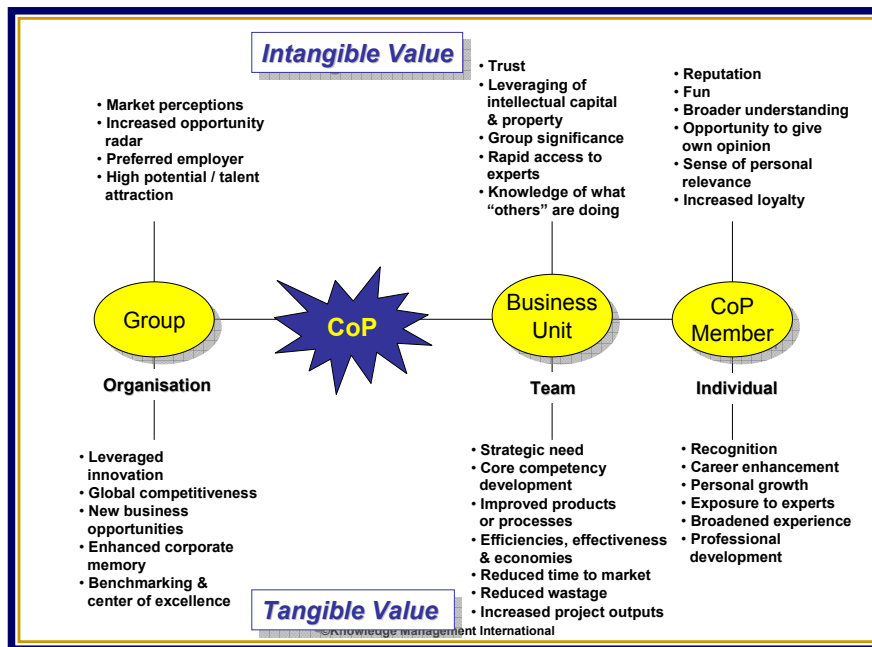 Intangible Value
• Market perceptions
• Increased opportunity
radar
• Preferred employer
• High potential / talent
attraction
• Trust
• Leveraging of
intellectual capital
& property
• Group significance
• Rapid access to
experts
• Knowledge of what
“others” are doing
• Reputation
• Fun
• Broader understanding
• Opportunity to give
own opinion
• Sense of personal
relevance
• Increased loyalty
Group
CoP
Business
Unit
CoP
Member
Organisation
Team
Individual
• Leveraged
innovation
• Global competitiveness
• New business
opportunities
• Enhanced corporate
memory
• Benchmarking &
center of excellence
• Strategic need
• Core competency
development
• Improved products
or processes
• Efficiencies, effectiveness
& economies
• Reduced time to market
• Reduced wastage
• Increased project outputs
• Recognition
• Career enhancement
• Personal growth
• Exposure to experts
• Broadened experience
• Professional
development
Tangible Value
©Knowledge Management International